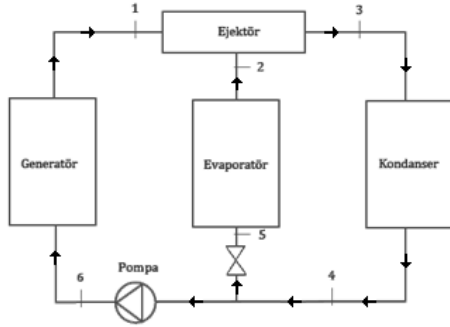 1
3
Ejektör
2
Generatör
Evaporatör
Kondanser
5
Pompa
6
4